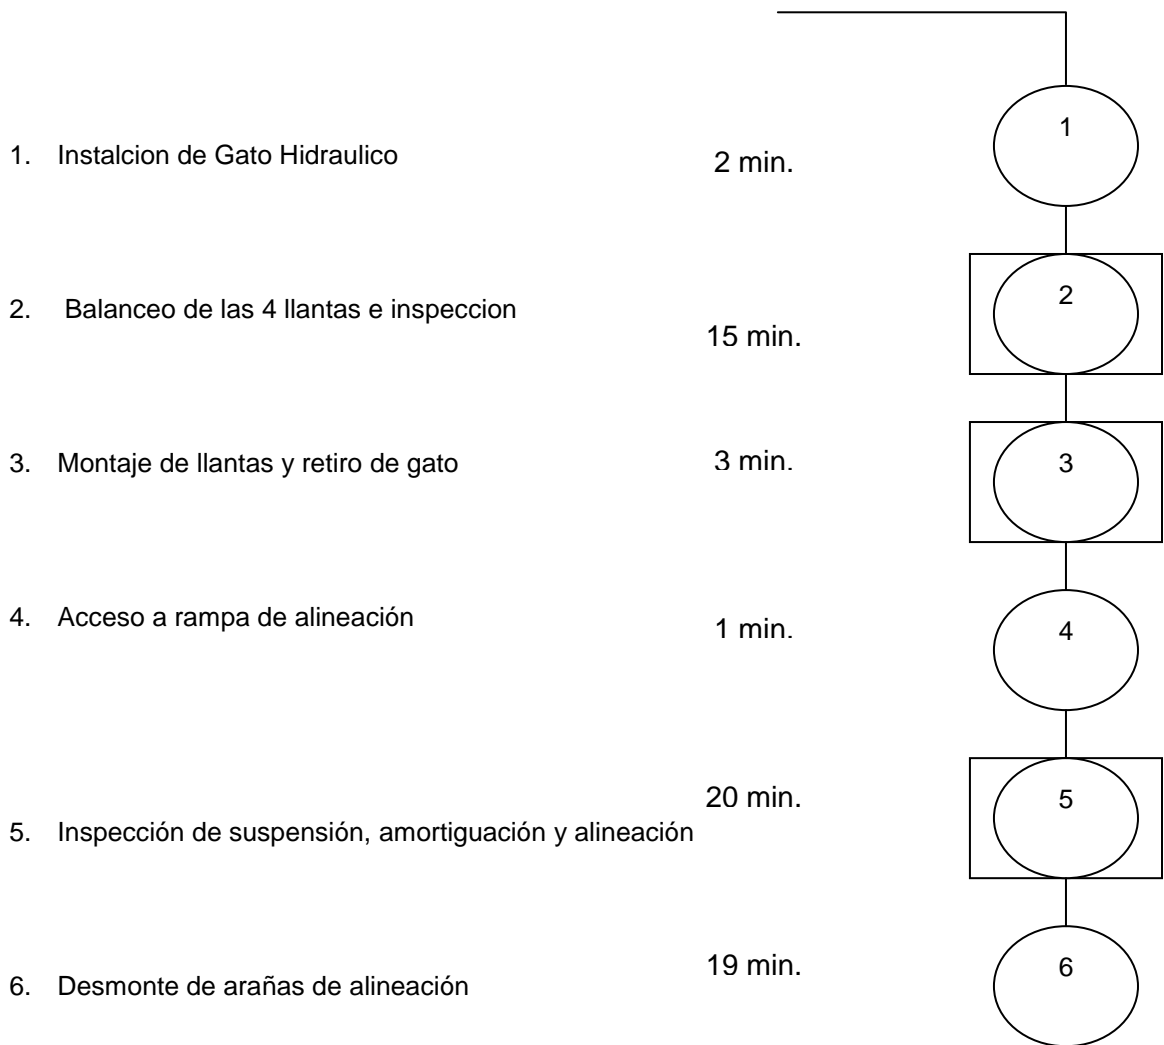 1
1. Instalcion de Gato Hidraulico 2 min.
2
2. Balanceo de las 4 llantas e inspeccion 15 min.
3
3. Montaje de llantas y retiro de gato 3 min.
4
4. Acceso a rampa de alineación 1 min.
20 min. 5
5. Inspección de suspensión, amortiguación y alineación
19 min. 6
6. Desmonte de arañas de alineación